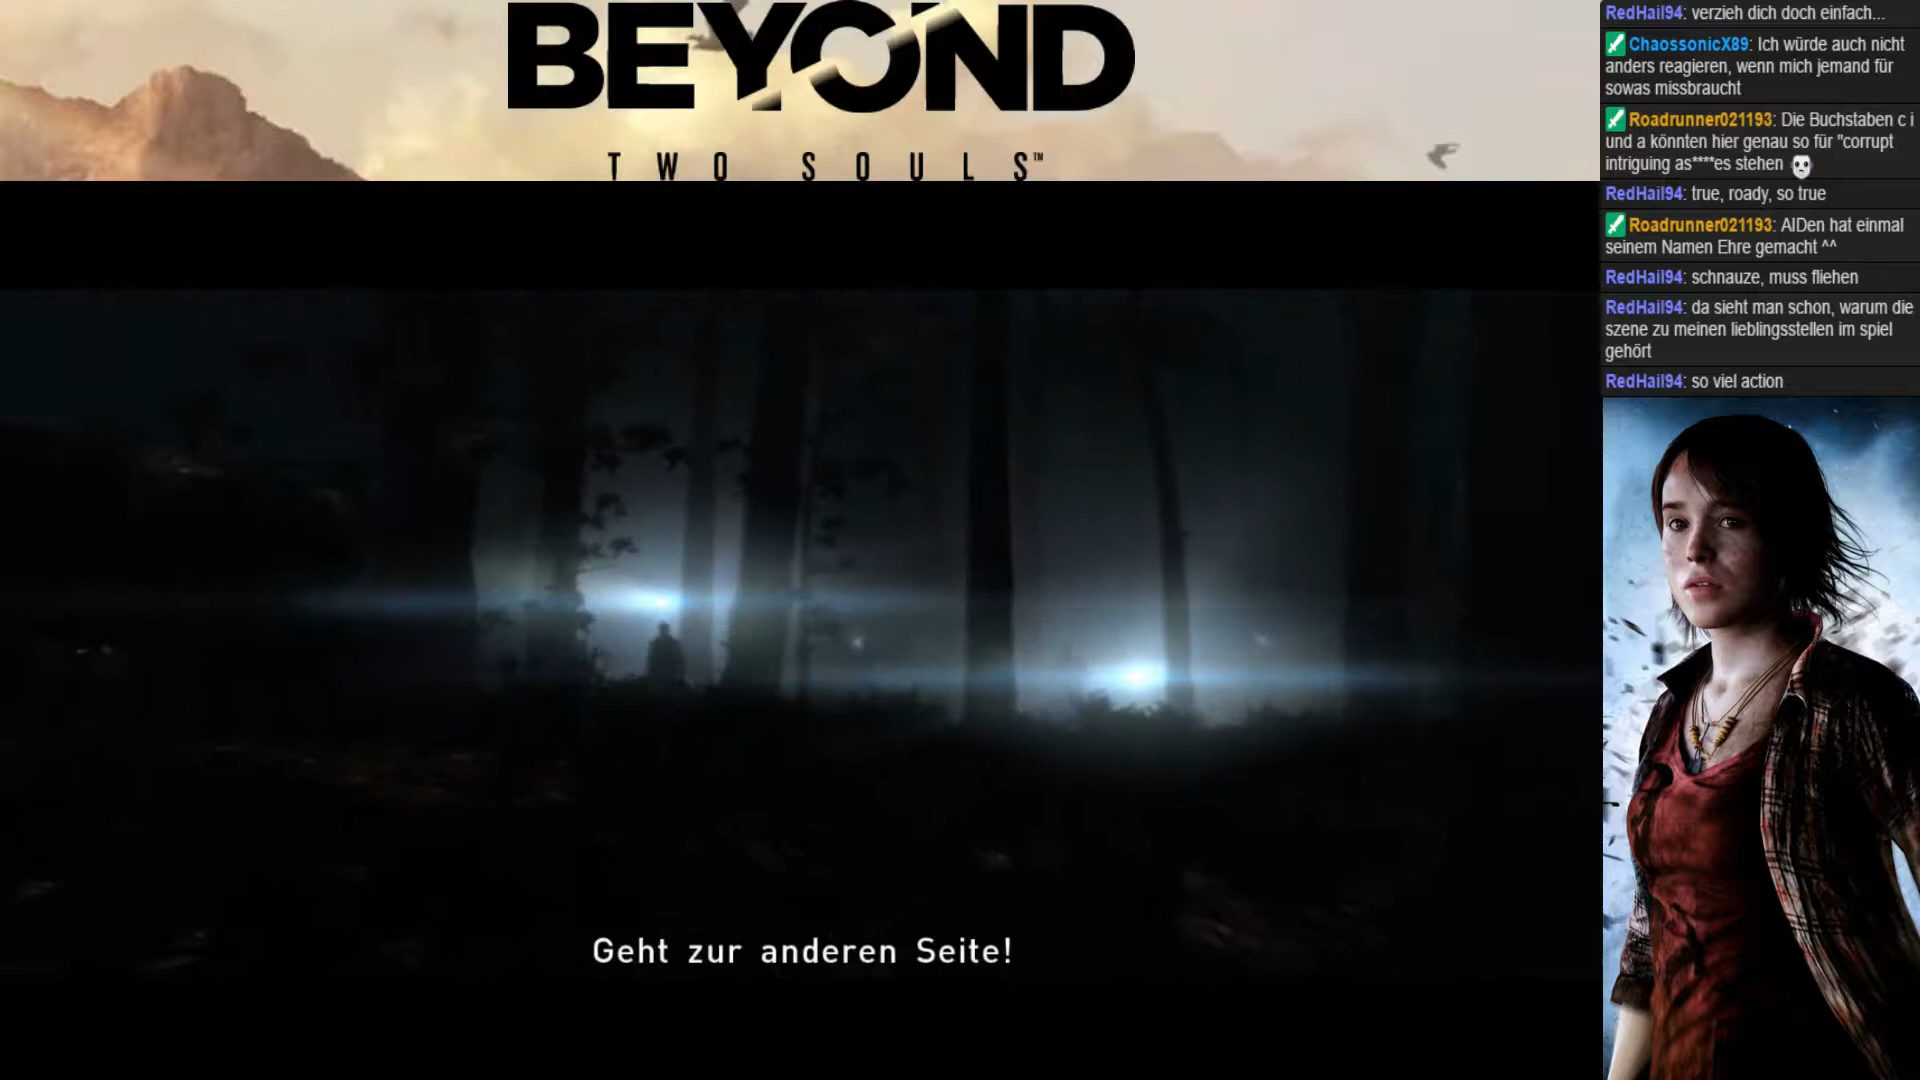 BEYOND
TWO SOULS™
RedHail94: verzieh dich doch einfach...
ChaossonicX89: Ich würde auch nicht
anders reagieren, wenn mich jemand für
sowas missbraucht
Roadrunner021193: Die Buchstaben c i
und a könnten hier genau so für "corrupt
intriguing as****es stehen
RedHail94: true, roady, so true
Roadrunner021193: AIDen hat einmal
seinem Namen Ehre gemacht ^^
RedHail94: schnauze, muss fliehen
RedHail94: da sieht man schon, warum die
szene zu meinen lieblingsstellen im spiel
gehört
RedHail94: so viel action
Geht zur anderen Seite!